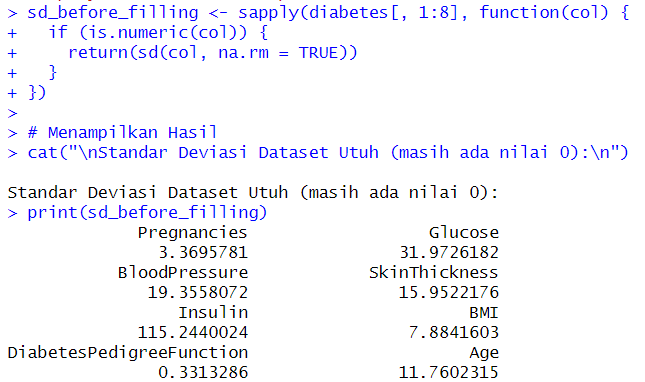 > sd_before_filling <- sapply(diabetes[, 1:8], function(col) {
+   if (is.numeric(col)) {
+     return(sd(col, na.rm = TRUE))
+   }
+ })
>
> # Menampilkan Hasil
> cat("\nStandar Deviasi Dataset Utuh (masih ada nilai 0):\n")

Standar Deviasi Dataset Utuh (masih ada nilai 0):
> print(sd_before_filling)
             Pregnancies                  Glucose
               3.3695781               31.9726182
           BloodPressure            SkinThickness
              19.3558072               15.9522176
                 Insulin                      BMI
             115.2440024                7.8841603
DiabetesPedigreeFunction                      Age
               0.3313286               11.7602315